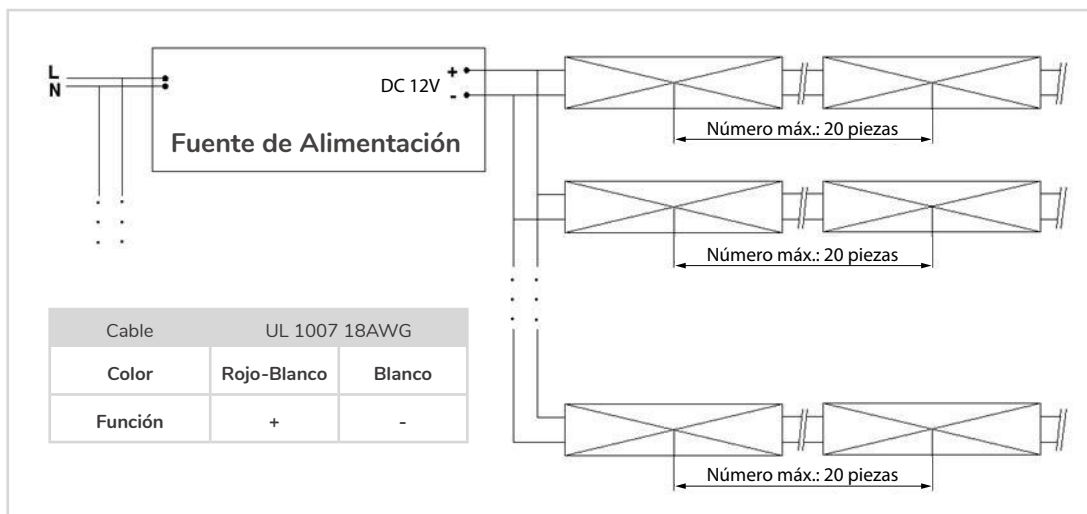 L
N
DC 12V
+
-
Fuente de Alimentación
Número máx.: 20 piezas
Número máx.: 20 piezas
Cable UL 1007 18AWG
Color Rojo-Blanco Blanco
Función + -
Número máx.: 20 piezas